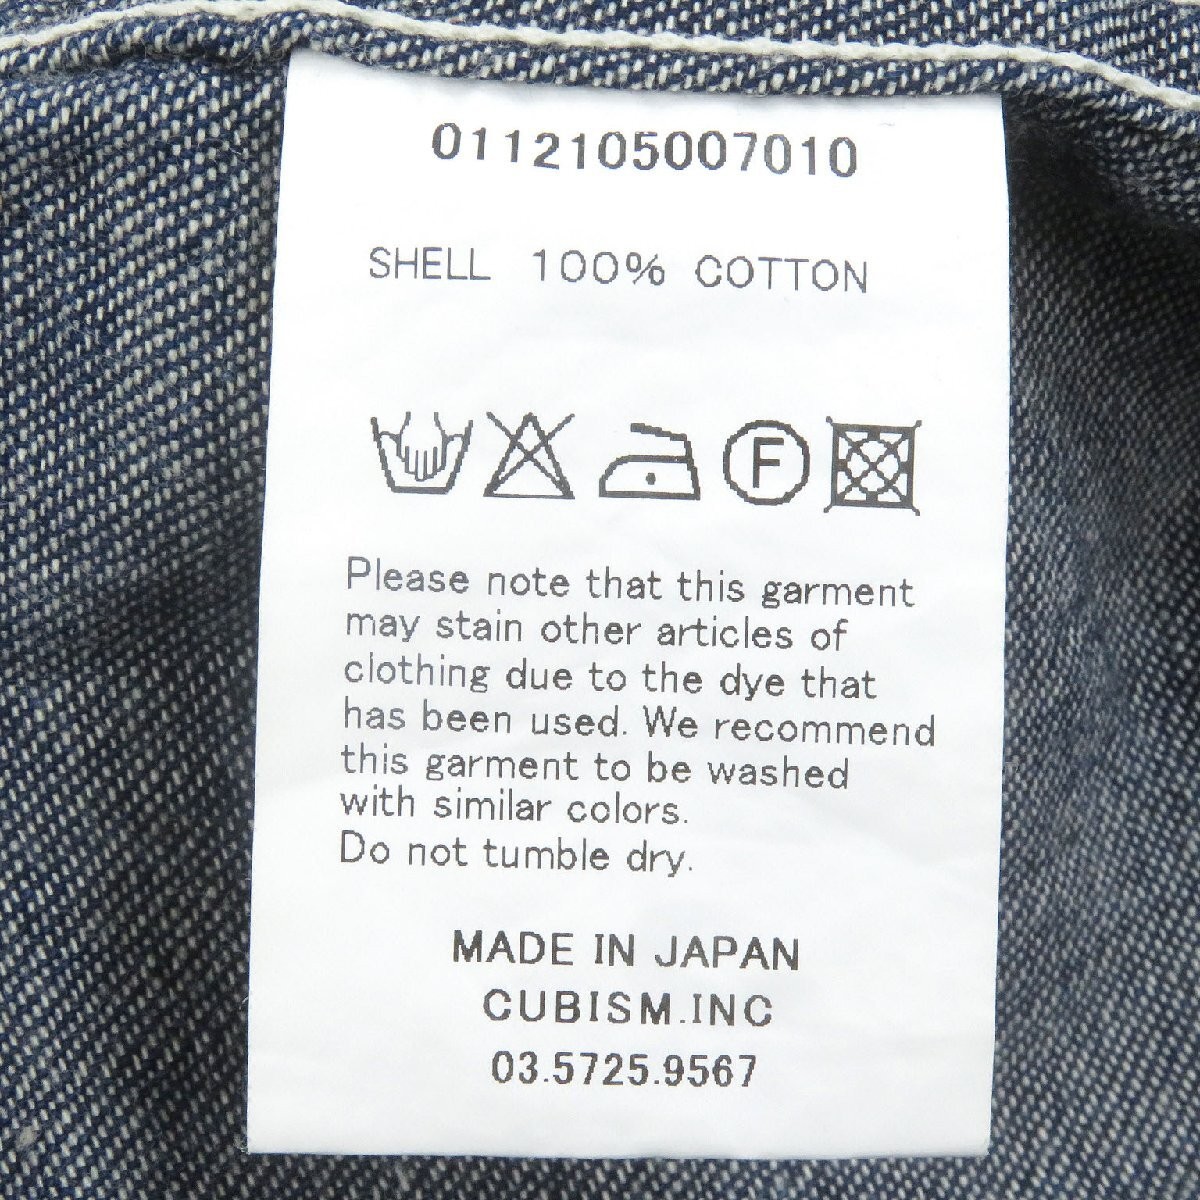 0112105007010
SHELL 100% COTTON
F
Please note that this garment
may stain other articles of
clothing due to the dye that
has been used. We recommend
this garment to be washed
with similar colors.
Do not tumble dry.
MADE IN JAPAN
CUBISM.INC
03.5725.9567